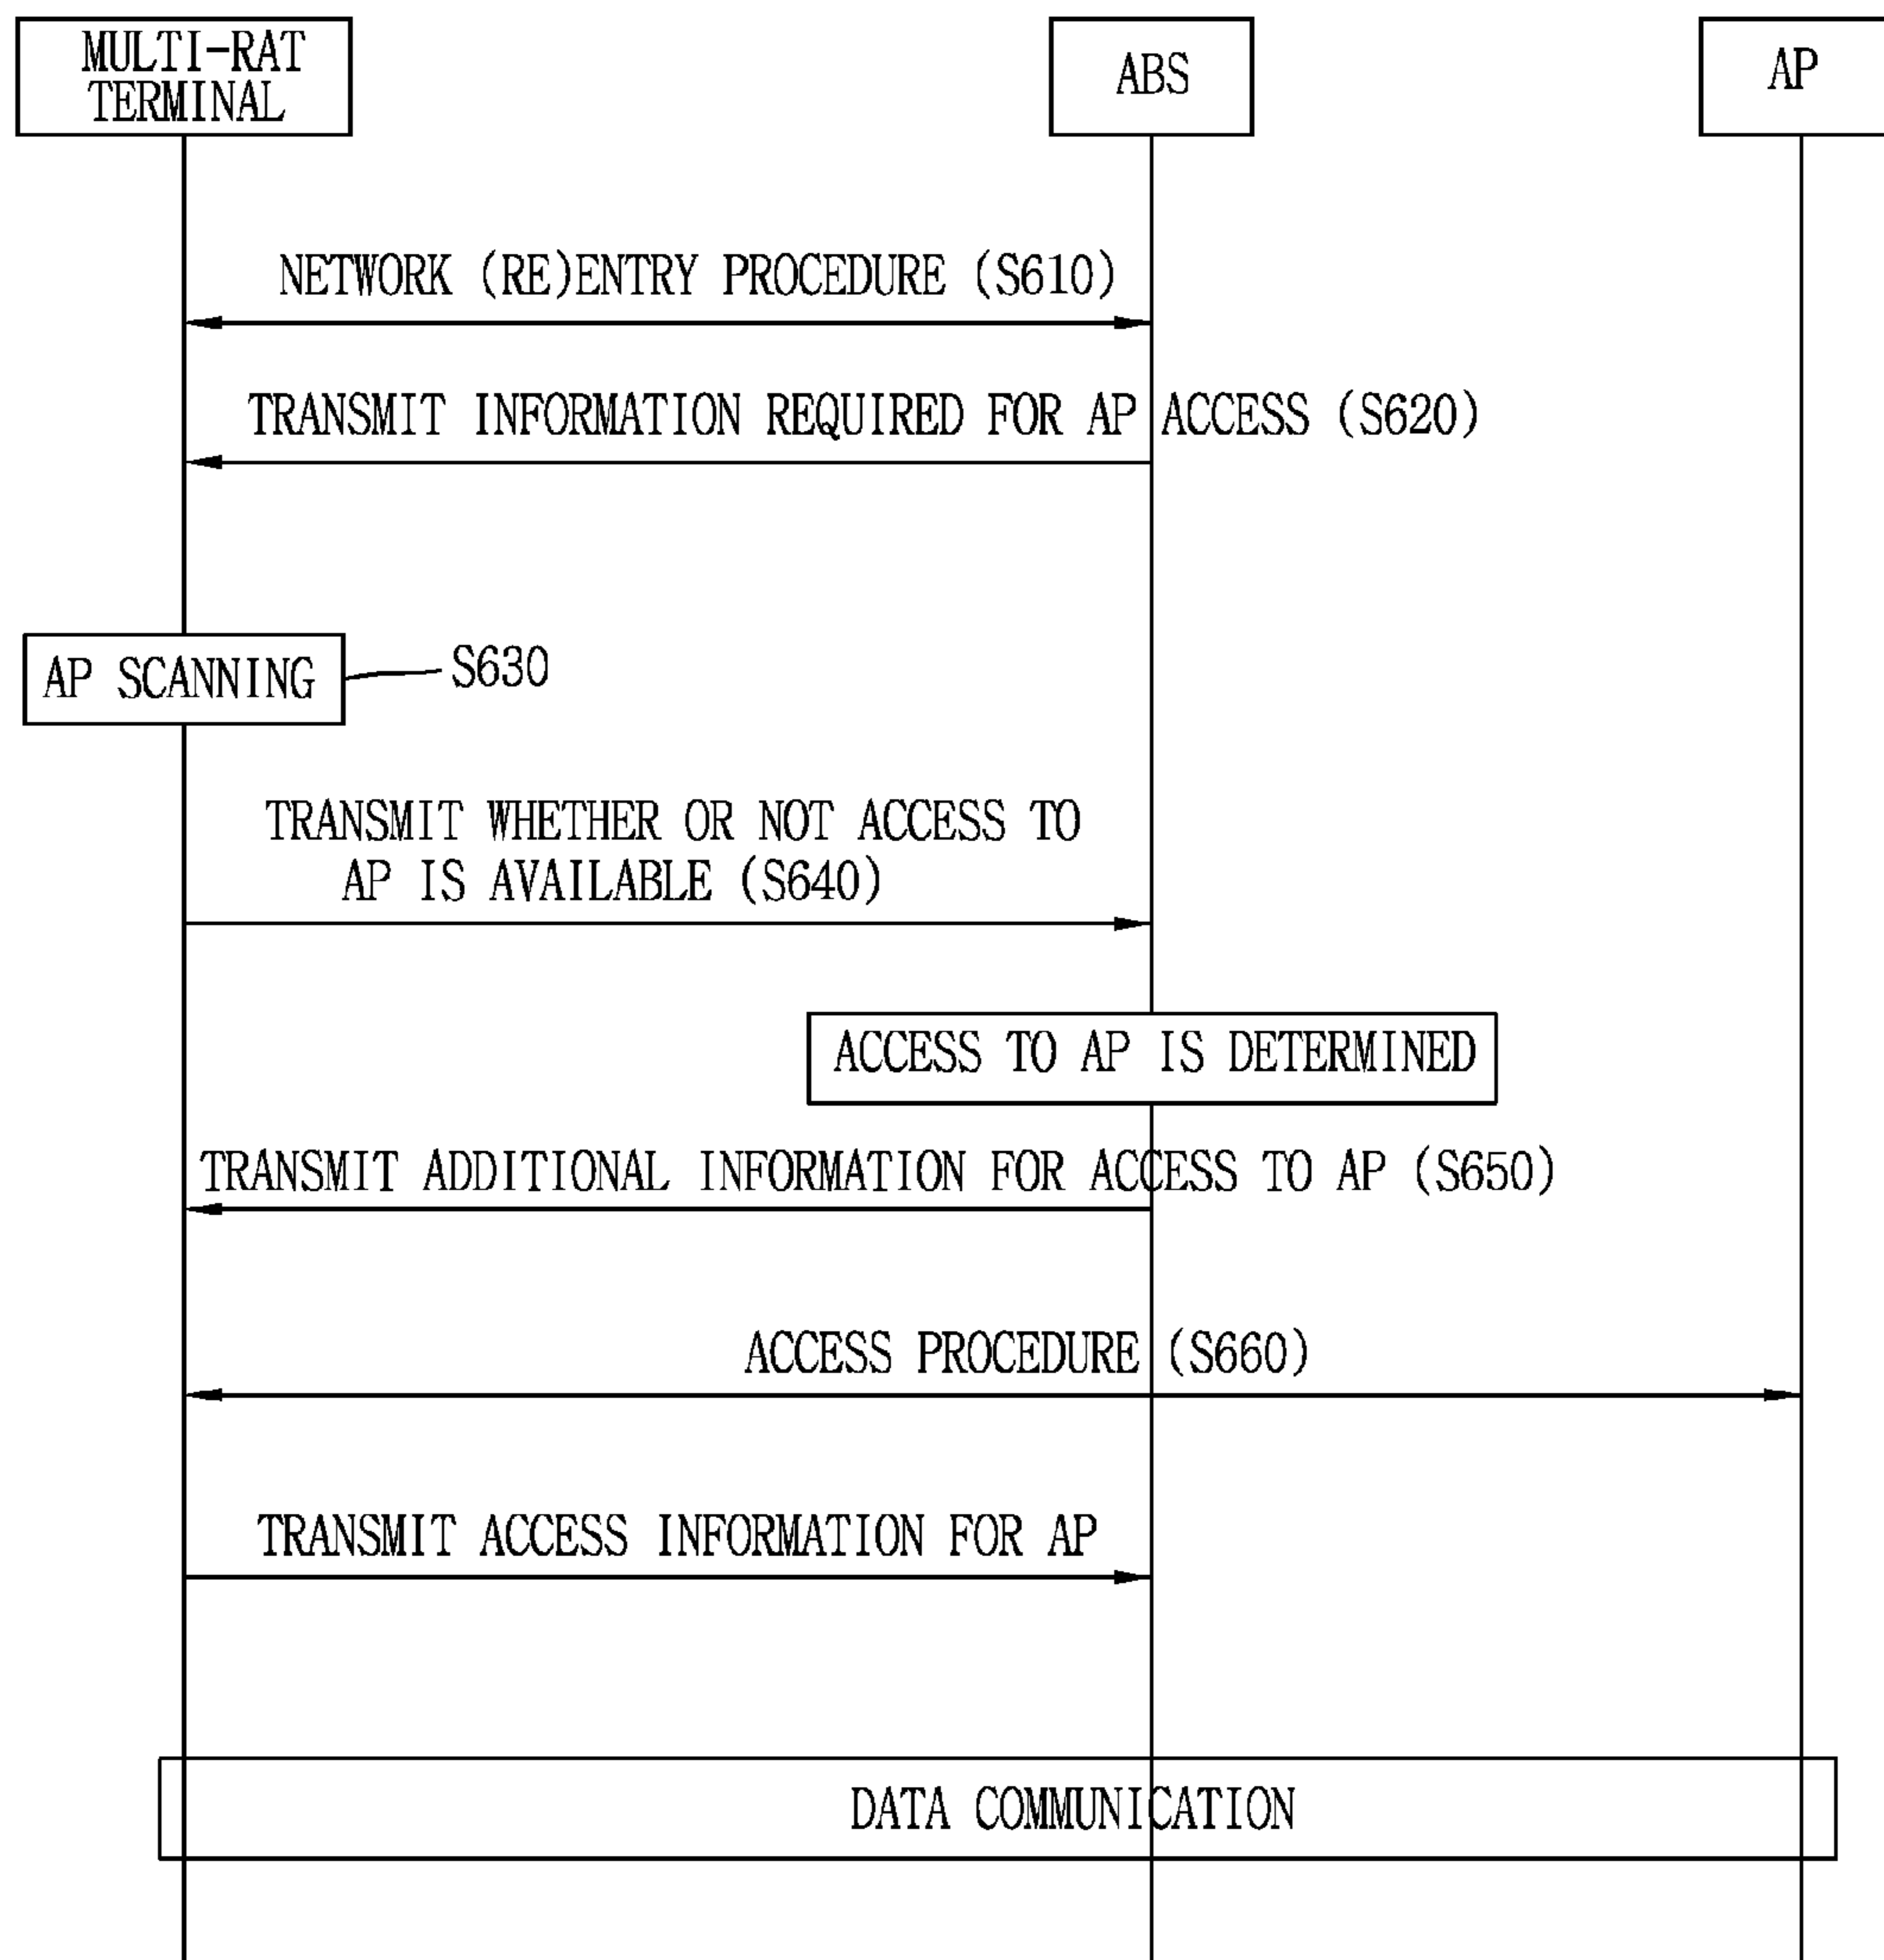 MULTI-RAT
TERMINAL
ABS
AP
NETWORK (RE)ENTRY PROCEDURE (S610)
TRANSMIT INFORMATION REQUIRED FOR AP ACCESS (S620)
AP SCANNING
S630
TRANSMIT WHETHER OR NOT ACCESS TO
AP IS AVAILABLE (S640)
ACCESS TO AP IS DETERMINED
TRANSMIT ADDITIONAL INFORMATION FOR ACCESS TO AP (S650)
ACCESS PROCEDURE (S660)
TRANSMIT ACCESS INFORMATION FOR AP
DATA COMMUNICATION